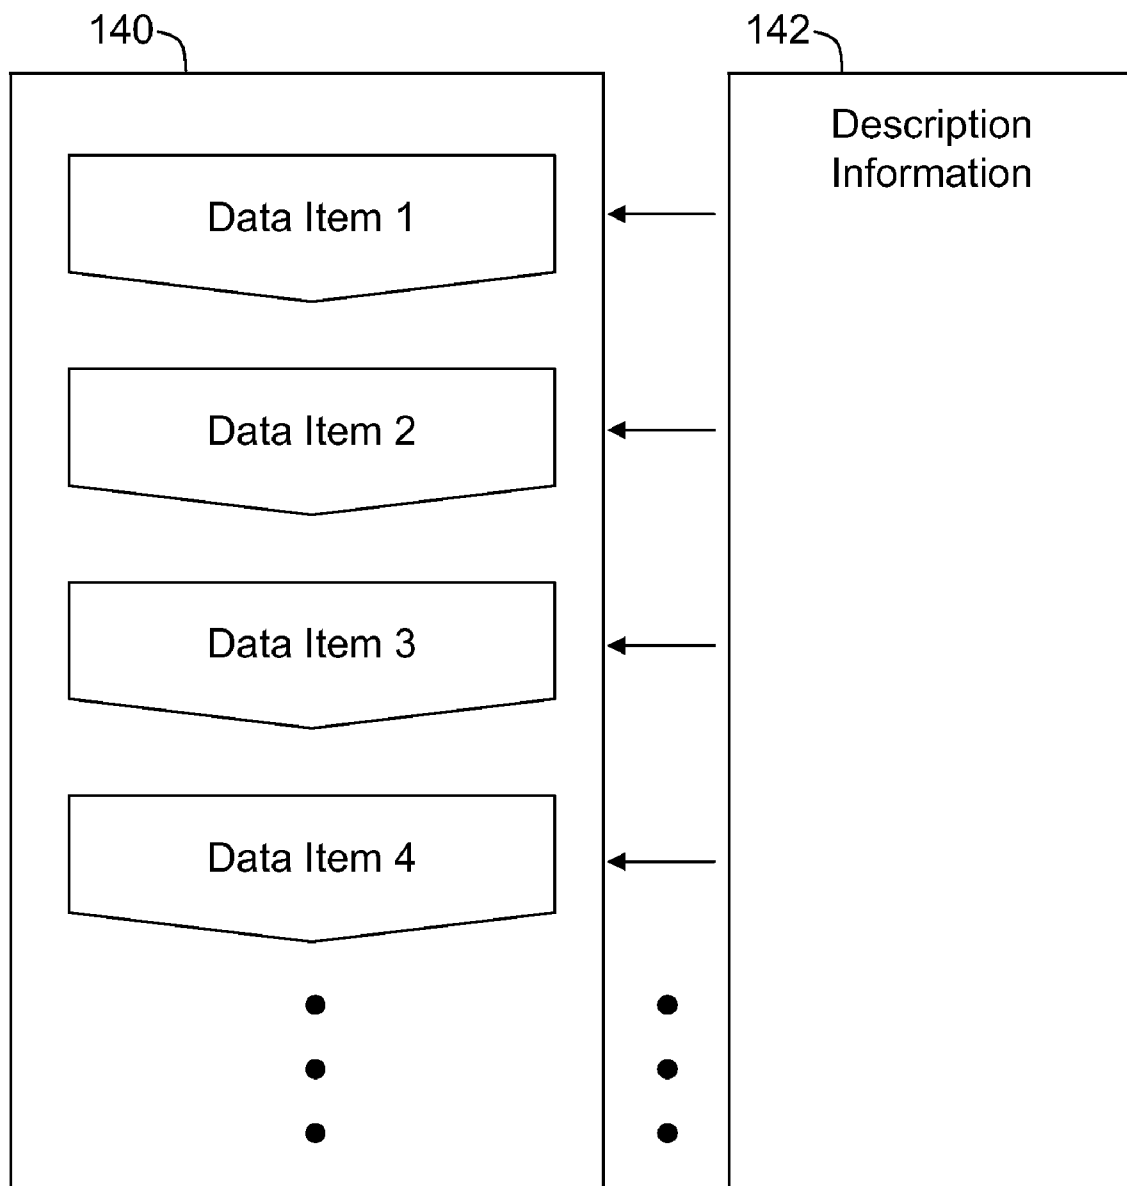 140
142
Description
Information
Data Item 1
Data Item 2
Data Item 3
Data Item 4